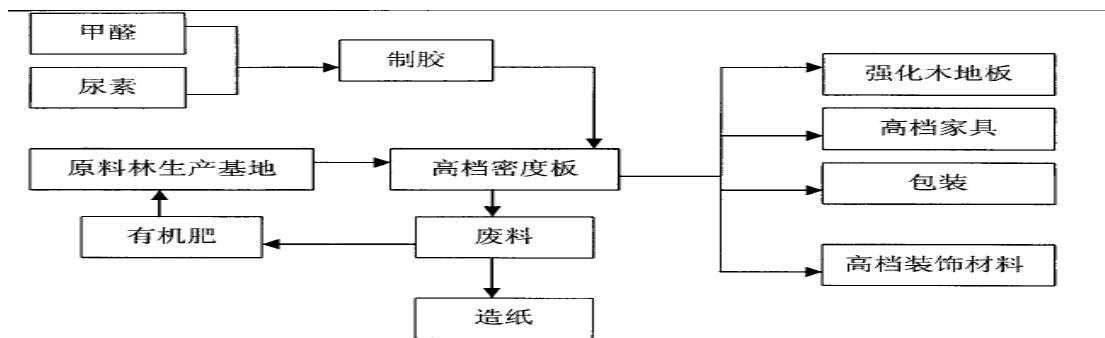 甲醛
尿素
制胶
强化木地板
高档家具
原料林生产基地
高档密度板
包装
有机肥
废料
高档装饰材料
造纸